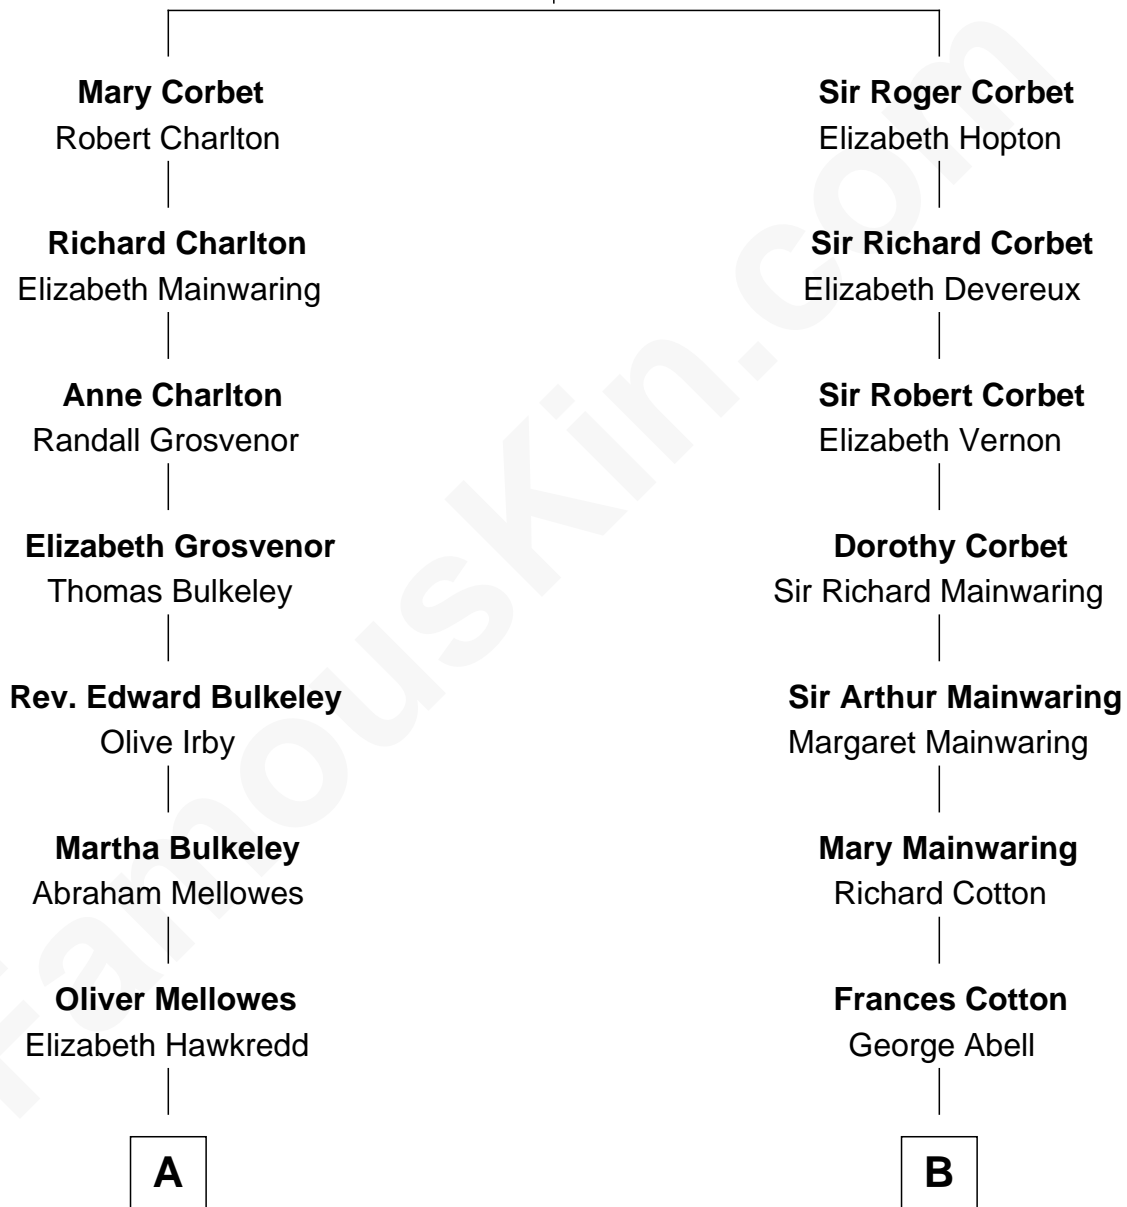 Mary Corbet
Robert Charlton
Richard Charlton
Elizabeth Mainwaring
Anne Charlton
Randall Grosvenor
Elizabeth Grosvenor
Thomas Bulkeley
Rev. Edward Bulkeley
Olive Irby
Martha Bulkeley
Abraham Mellowes
Oliver Mellowes
Elizabeth Hawkredd
A
Sir Roger Corbet
Elizabeth Hopton
Sir Richard Corbet
Elizabeth Devereux
Sir Robert Corbet
Elizabeth Vernon
Dorothy Corbet
Sir Richard Mainwaring
Sir Arthur Mainwaring
Margaret Mainwaring
Mary Mainwaring
Richard Cotton
Frances Cotton
George Abell
B
FamousKin.com